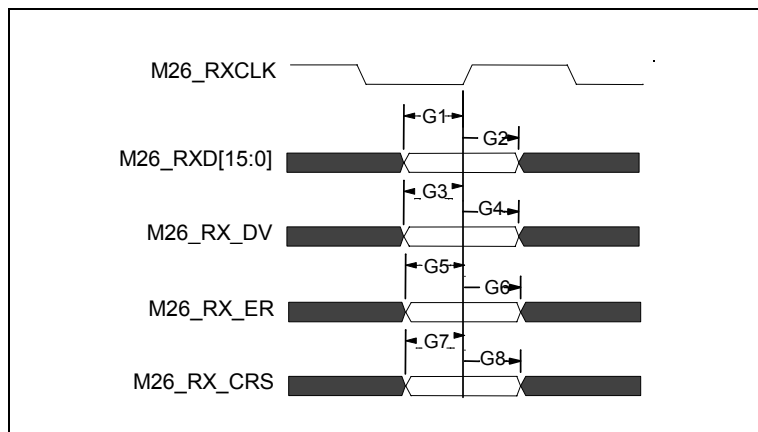 M26_RXCLK
G1
G2
M26_RXD[15:0]
G3
G4
M26_RX_DV
G5
G6
M26_RX_ER
G7
G8
M26_RX_CRS